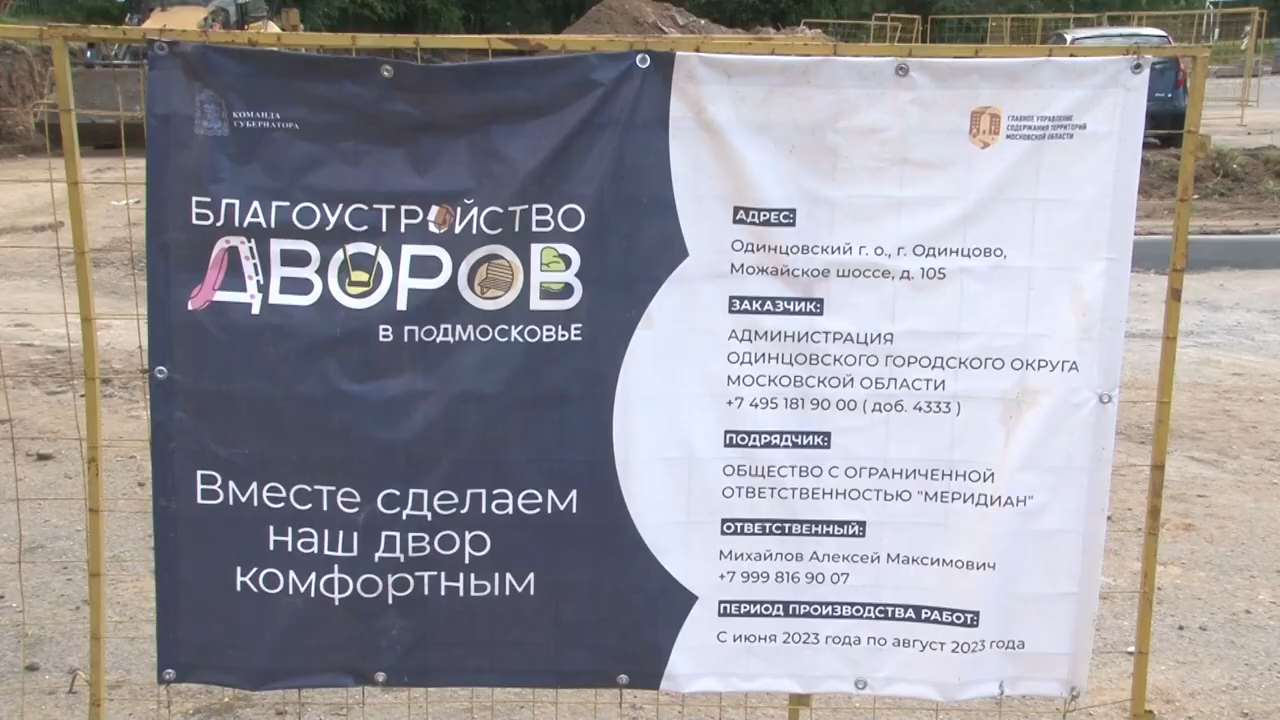 КОМАНДА
ГУБЕРНАТОРА
БЛАГОУСТРОЙСТВО
ДВОРОВ
В ПОДМОСКОВЬЕ
Вместе сделаем
наш двор
комфортным
ГЛАВНОЕ УПРАВЛЕНИЕ
СОДЕРЖАНИЯ ТЕРРИТОРИЙ
МОСКОВСКОЙ ОБЛАСТИ
АДРЕС:
Одинцовский г. о., г. Одинцово,
Можайское шоссе, д. 105
ЗАКАЗЧИК:
АДМИНИСТРАЦИЯ
ОДИНЦОВСКОГО ГОРОДСКОГО ОКРУГА
МОСКОВСКОЙ ОБЛАСТИ
+7 495 181 90 00 ( доб. 4333 )
ПОДРЯДЧИК:
ОБЩЕСТВО С ОГРАНИЧЕННОЙ
ОТВЕТСТВЕННОСТЬЮ "МЕРИДИАН"
ОТВЕТСТВЕННЫЙ:
Михайлов Алексей Максимович
+7 999 816 90 07
ПЕРИОД ПРОИЗВОДСТВА РАБОТ:
С июня 2023 года по август 2023 года